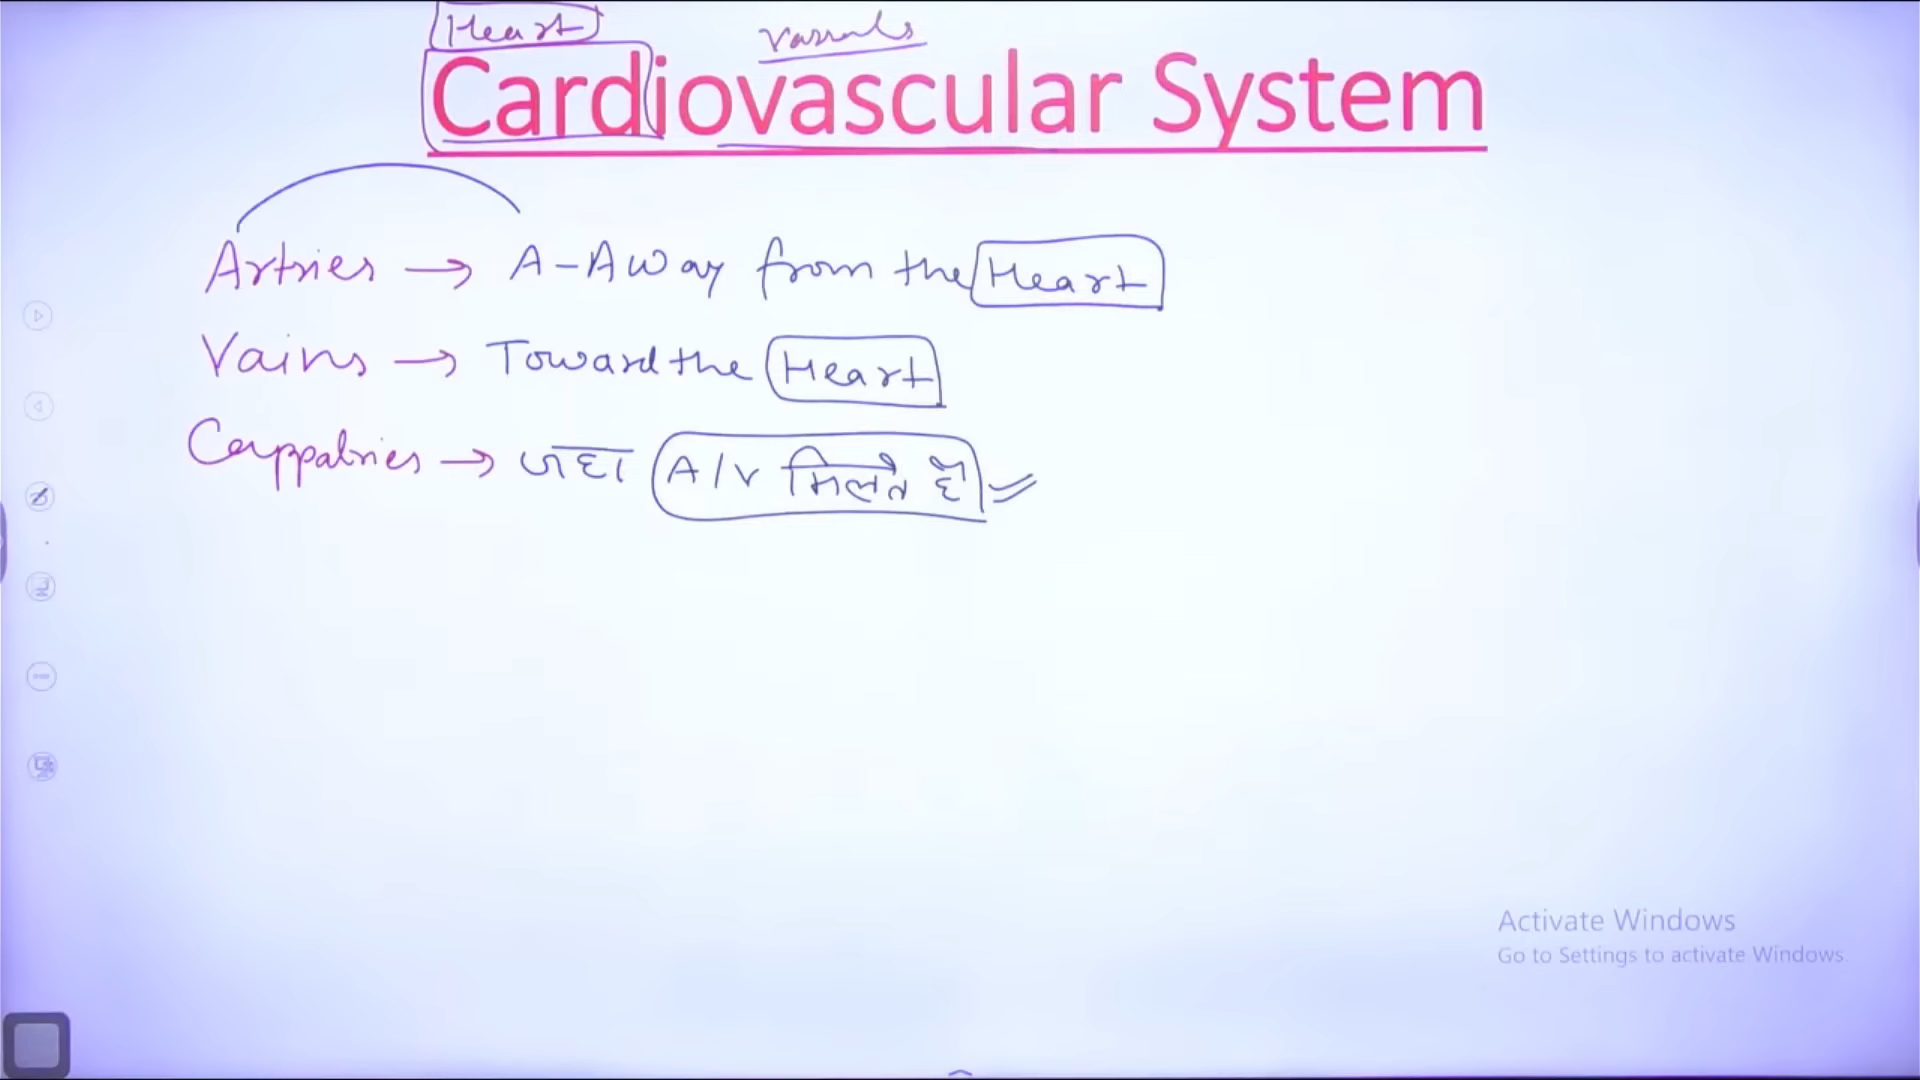 Heart vassals
Cardiovascular System
Artries → A-Away from the Heart
Vains → Toward the Heart
Cappalries → जहा A/V मिलते है
Activate Windows
Go to Settings to activate Windows.